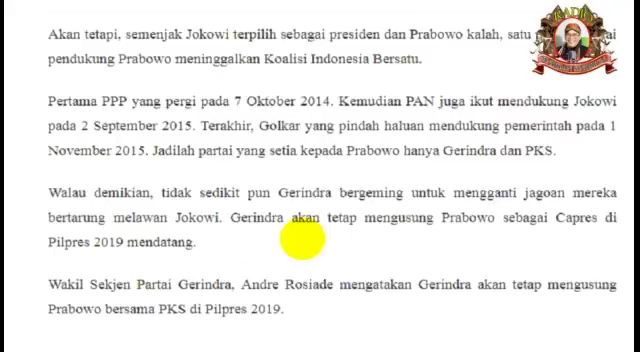 Akan tetapi, semenjak Jokowi terpilih sebagai presiden dan Prabowo kalah, satu
pendukung Prabowo meninggalkan Koalisi Indonesia Bersatu.
Pertama PPP yang pergi pada 7 Oktober 2014. Kemudian PAN juga ikut mendukung Jokowi
pada 2 September 2015. Terakhir, Golkar yang pindah haluan mendukung pemerintah pada 1
November 2015. Jadilah partai yang setia kepada Prabowo hanya Gerindra dan PKS.
Walau demikian, tidak sedikit pun Gerindra bergeming untuk mengganti jagoan mereka
bertarung melawan Jokowi. Gerindra akan tetap mengusung Prabowo sebagai Capres di
Pilpres 2019 mendatang.
Wakil Sekjen Partai Gerindra, Andre Rosiade mengatakan Gerindra akan tetap mengusung
Prabowo bersama PKS di Pilpres 2019.